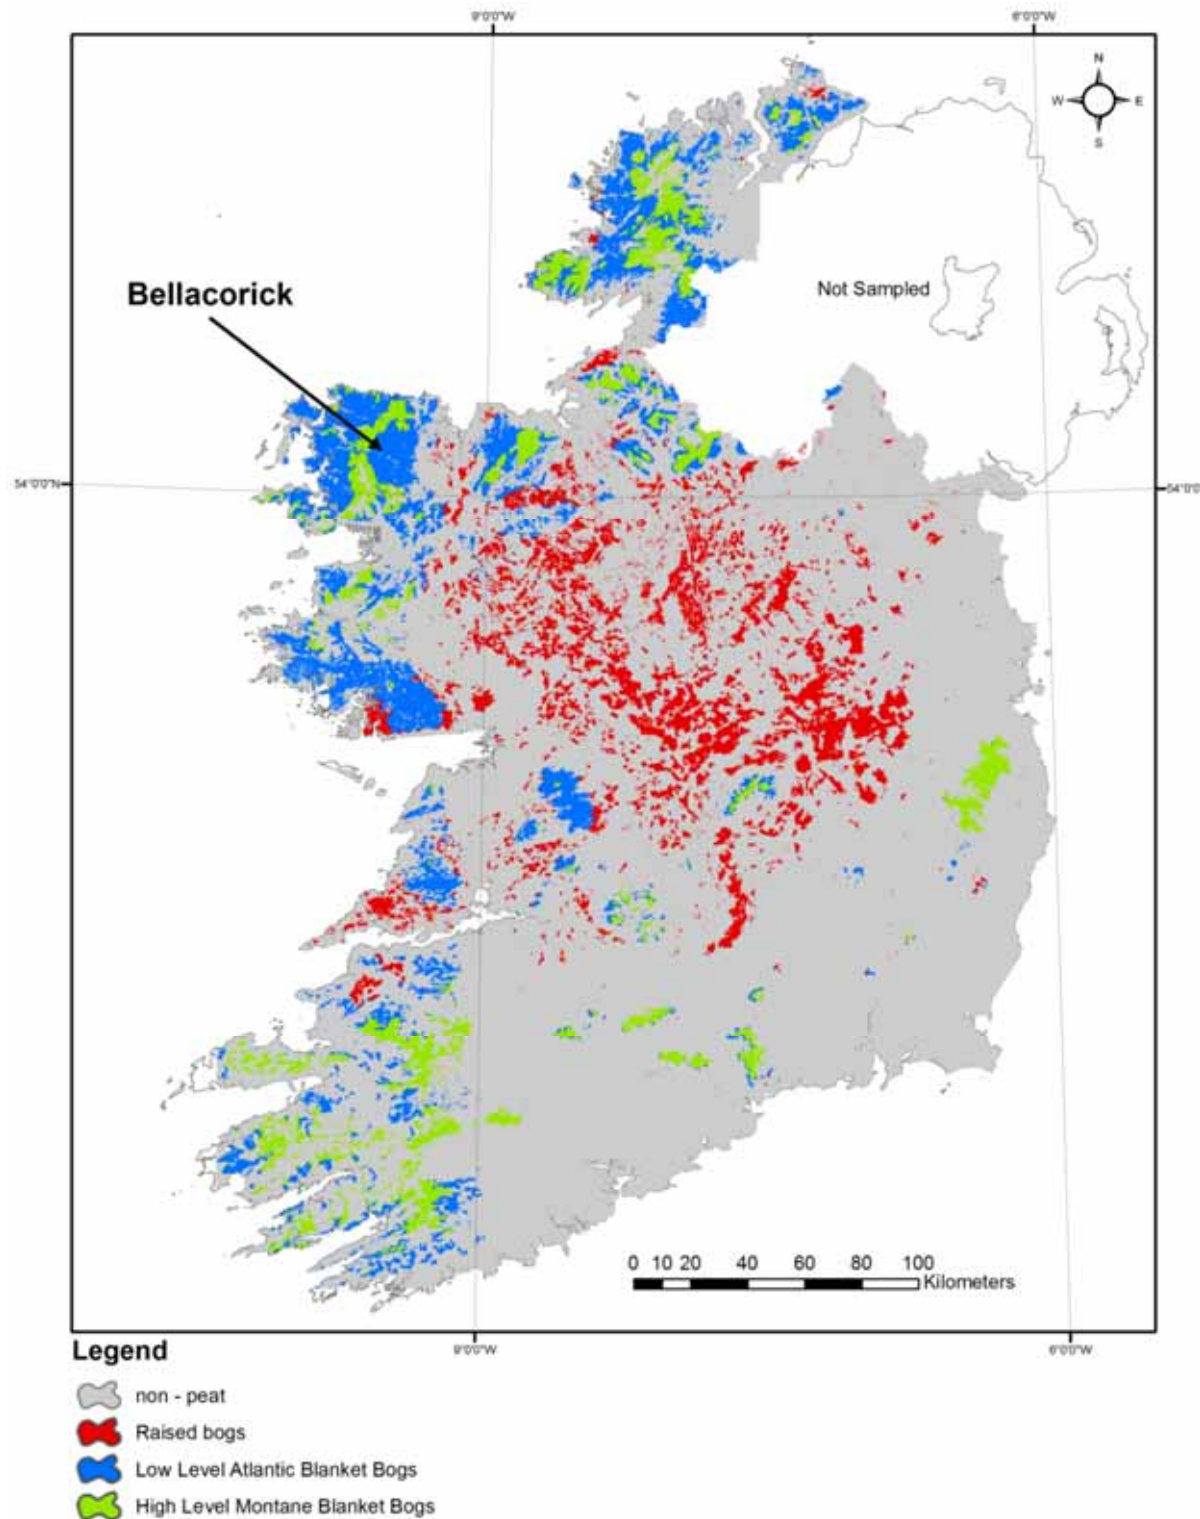 9°0'0"W 6°0'0"W
N
W E
S
Not Sampled
Bellacorick
54°0'0"N 54°0'0"
0 10 20 40 60 80 100
Kilometers
9°0'0"W 6°0'0"W
Legend
non - peat
Raised bogs
Low Level Atlantic Blanket Bogs
High Level Montane Blanket Bogs